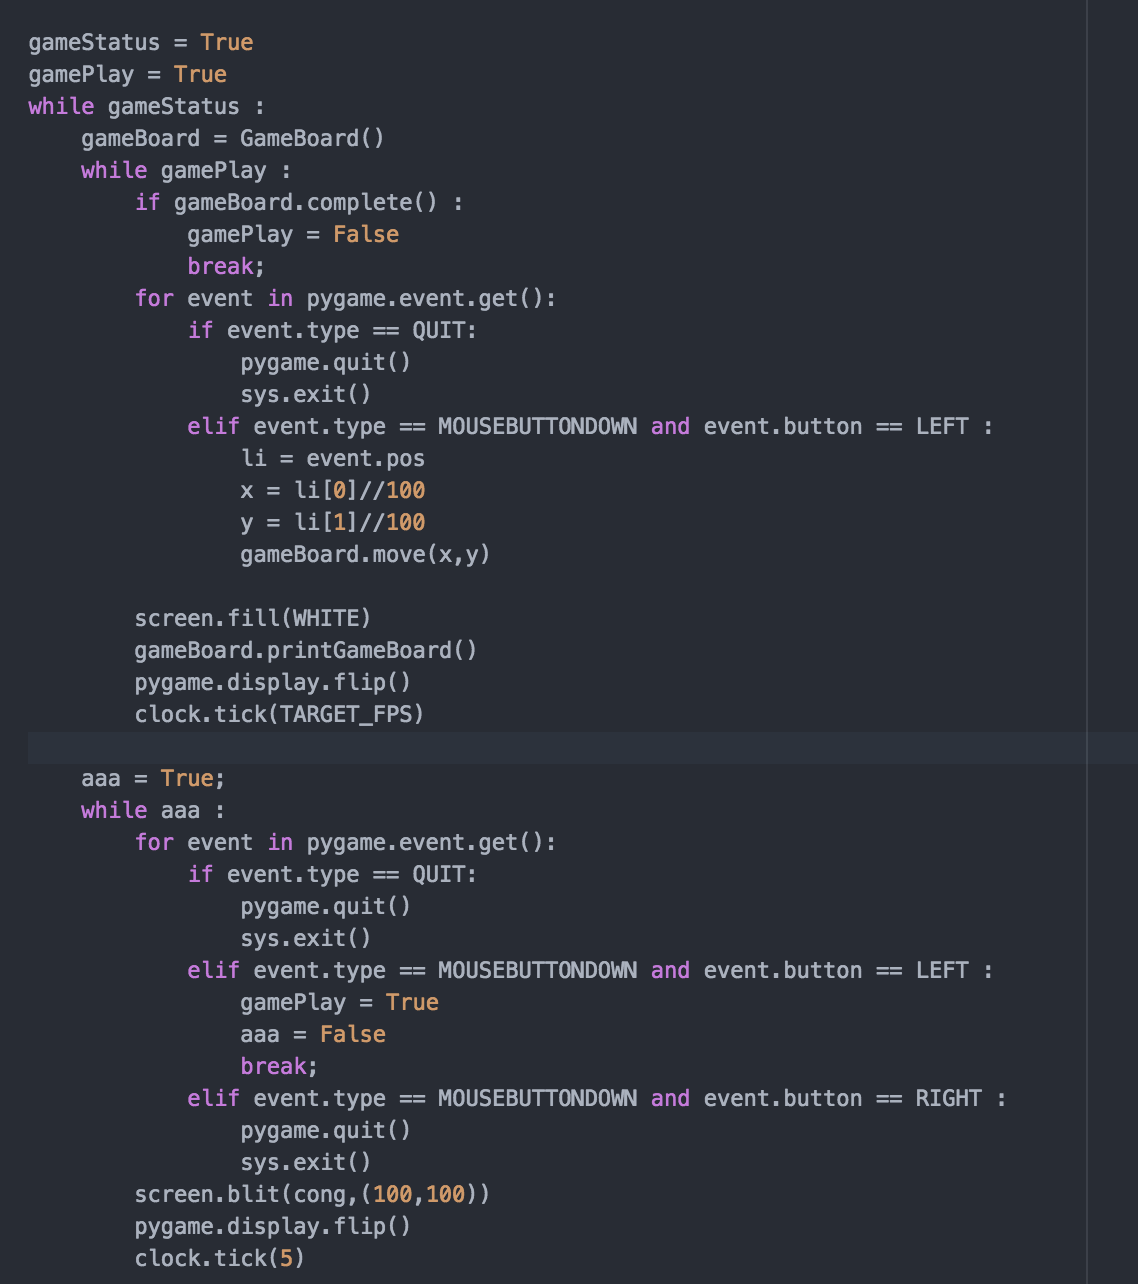 gameStatus = True
gamePlay = True
while gameStatus :
    gameBoard = GameBoard()
    while gamePlay :
        if gameBoard.complete() :
            gamePlay = False
            break;
        for event in pygame.event.get():
            if event.type == QUIT:
                pygame.quit()
                sys.exit()
            elif event.type == MOUSEBUTTONDOWN and event.button == LEFT :
                li = event.pos
                x = li[0]//100
                y = li[1]//100
                gameBoard.move(x,y)

        screen.fill(WHITE)
        gameBoard.printGameBoard()
        pygame.display.flip()
        clock.tick(TARGET_FPS)

    aaa = True;
    while aaa :
        for event in pygame.event.get():
            if event.type == QUIT:
                pygame.quit()
                sys.exit()
            elif event.type == MOUSEBUTTONDOWN and event.button == LEFT :
                gamePlay = True
                aaa = False
                break;
            elif event.type == MOUSEBUTTONDOWN and event.button == RIGHT :
                pygame.quit()
                sys.exit()
        screen.blit(cong,(100,100))
        pygame.display.flip()
        clock.tick(5)